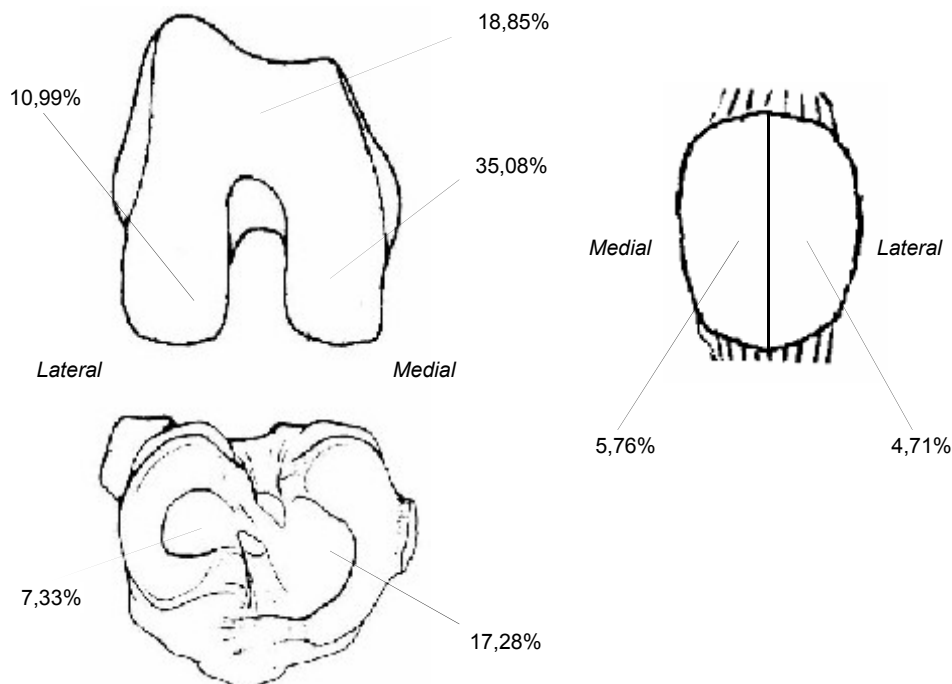 18,85%
10,99%
35,08%
Medial
Lateral
Lateral
Medial
5,76%
4,71%
7,33%
17,28%